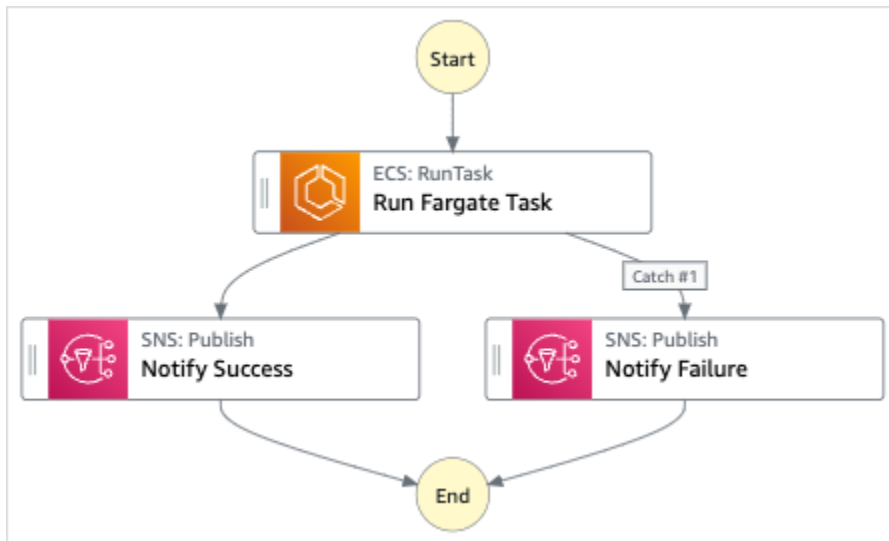 Start
ECS: RunTask
Run Fargate Task
Catch #1
SNS: Publish
Notify Success
SNS: Publish
Notify Failure
End